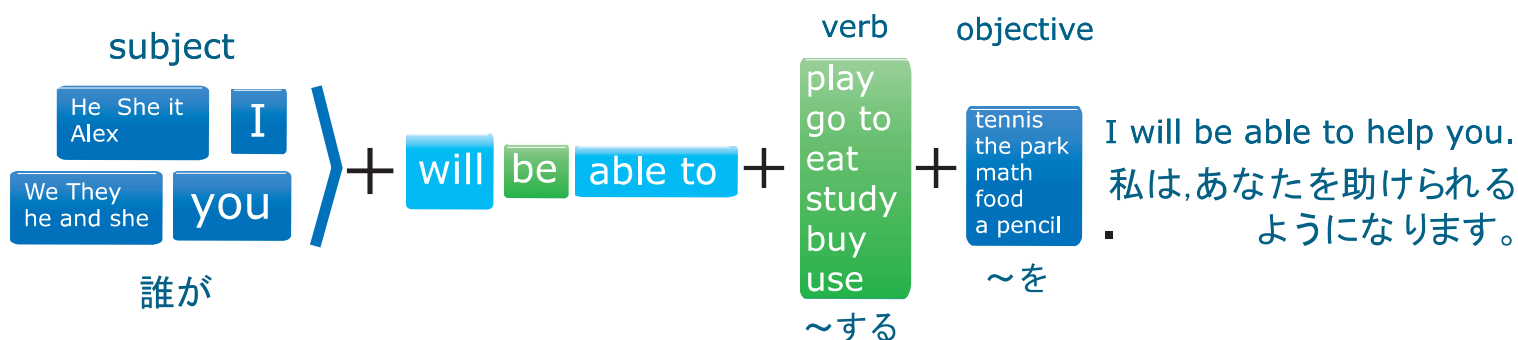 subject
He She it
Alex
I
We They
he and she
you
誰が
+
will be able to
+
verb
play
go to
eat
study
buy
use
～する
+
objective
tennis
the park
math
food
a pencil
～を
.
I will be able to help you.
私は,あなたを助けられる
ようになります。